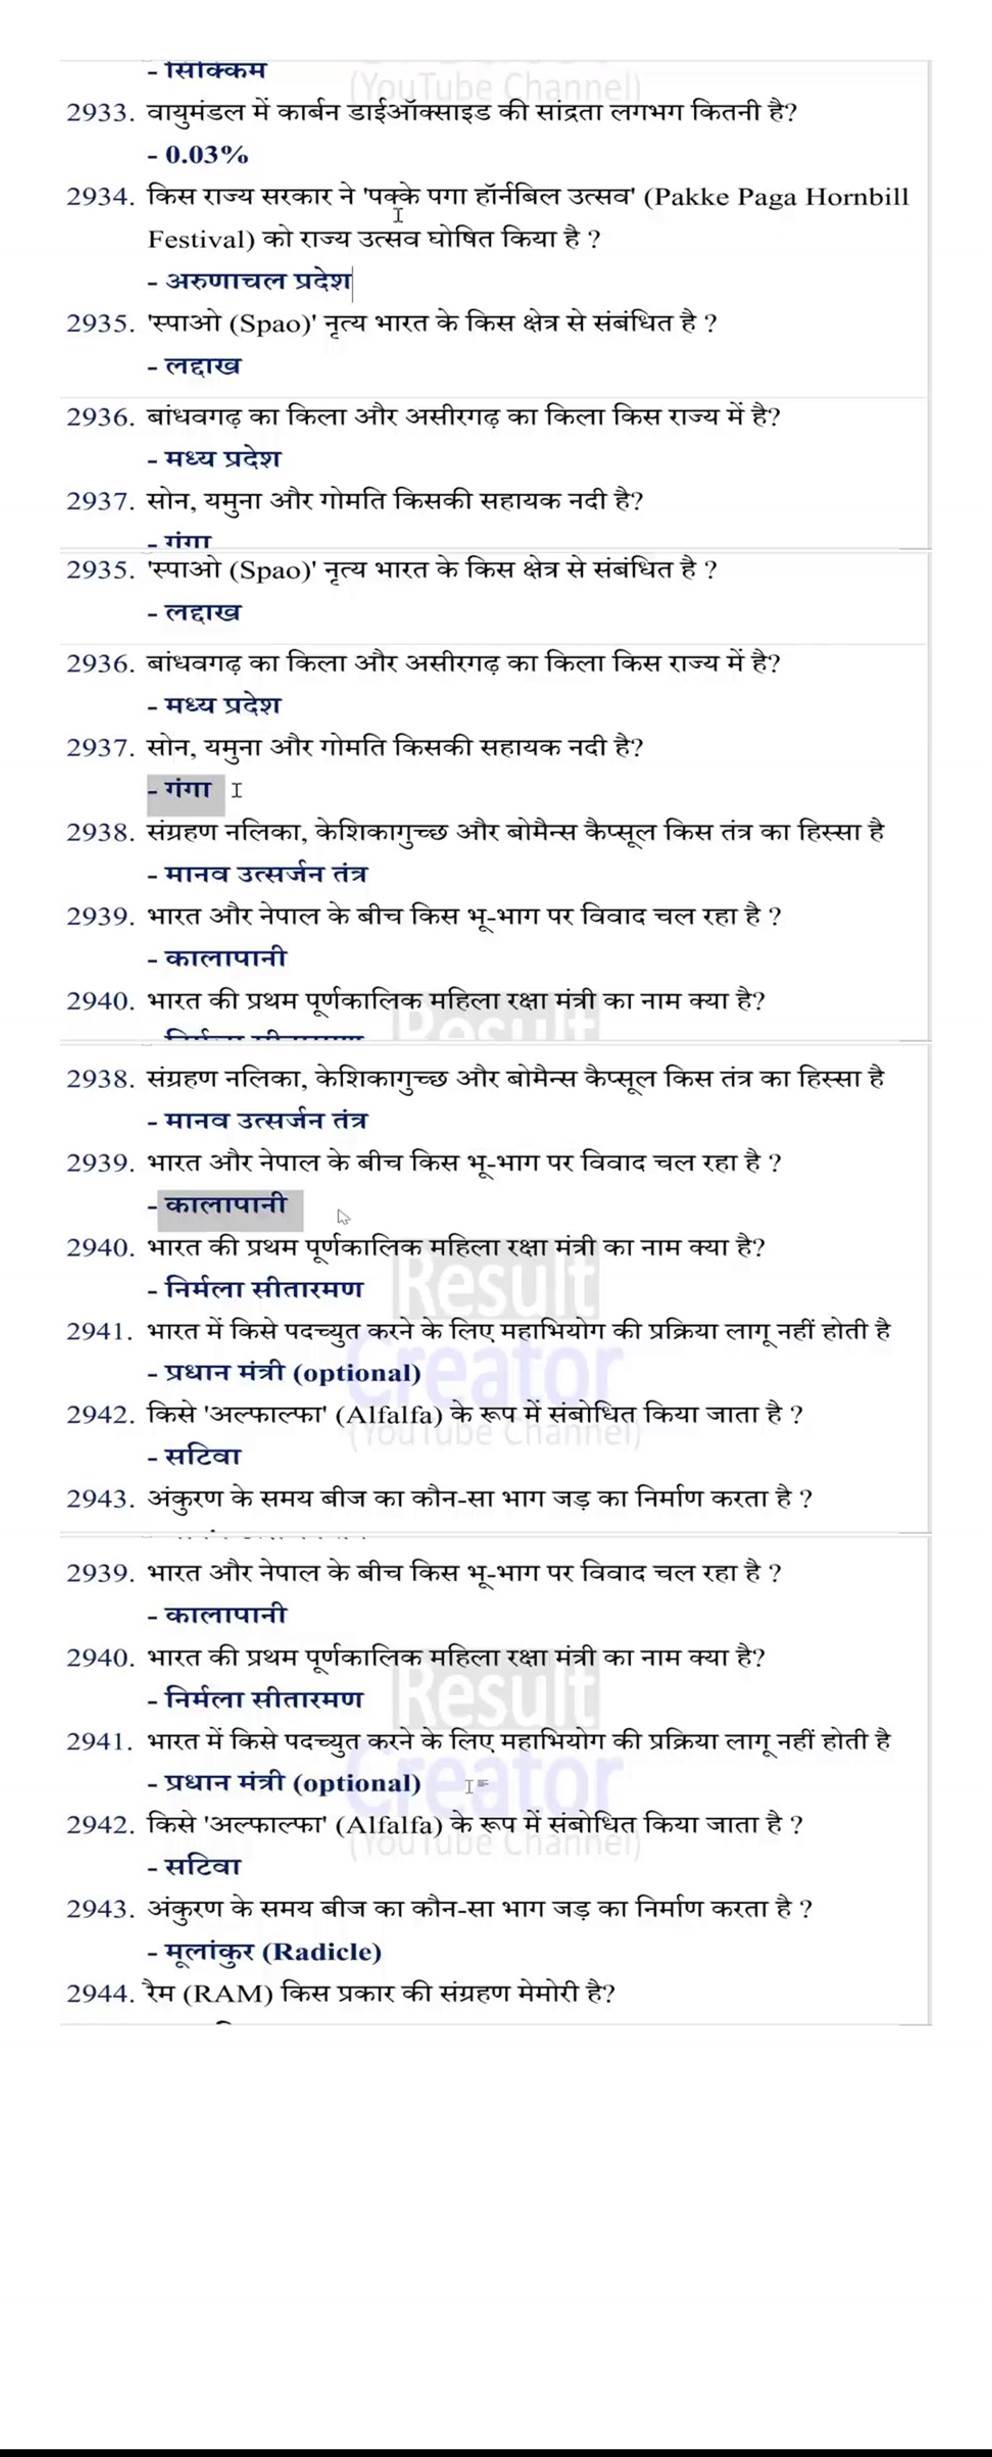 - सिक्किम
(YouTube Channel)
2933. वायुमंडल में कार्बन डाईऑक्साइड की सांद्रता लगभग कितनी है?
- 0.03%
2934. किस राज्य सरकार ने 'पक्के पगा हॉर्नबिल उत्सव' (Pakke Paga Hornbill
Festival) को राज्य उत्सव घोषित किया है ?
- अरुणाचल प्रदेश
2935. 'स्पाओ (Spao)' नृत्य भारत के किस क्षेत्र से संबंधित है ?
- लद्दाख
2936. बांधवगढ़ का किला और असीरगढ़ का किला किस राज्य में है?
- मध्य प्रदेश
2937. सोन, यमुना और गोमति किसकी सहायक नदी है?
- गंगा
2935. 'स्पाओ (Spao)' नृत्य भारत के किस क्षेत्र से संबंधित है ?
- लद्दाख
2936. बांधवगढ़ का किला और असीरगढ़ का किला किस राज्य में है?
- मध्य प्रदेश
2937. सोन, यमुना और गोमति किसकी सहायक नदी है?
- गंगा
2938. संग्रहण नलिका, केशिकागुच्छ और बोमैन्स कैप्सूल किस तंत्र का हिस्सा है
- मानव उत्सर्जन तंत्र
2939. भारत और नेपाल के बीच किस भू-भाग पर विवाद चल रहा है ?
- कालापानी
2940. भारत की प्रथम पूर्णकालिक महिला रक्षा मंत्री का नाम क्या है?
Result
2938. संग्रहण नलिका, केशिकागुच्छ और बोमैन्स कैप्सूल किस तंत्र का हिस्सा है
- मानव उत्सर्जन तंत्र
2939. भारत और नेपाल के बीच किस भू-भाग पर विवाद चल रहा है ?
- कालापानी
2940. भारत की प्रथम पूर्णकालिक महिला रक्षा मंत्री का नाम क्या है?
- निर्मला सीतारमण
Result
2941. भारत में किसे पदच्युत करने के लिए महाभियोग की प्रक्रिया लागू नहीं होती है
- प्रधान मंत्री (optional)
Creator
2942. किसे 'अल्फाल्फा' (Alfalfa) के रूप में संबोधित किया जाता है ?
(YouTube Channel)
- सटिवा
2943. अंकुरण के समय बीज का कौन-सा भाग जड़ का निर्माण करता है ?
2939. भारत और नेपाल के बीच किस भू-भाग पर विवाद चल रहा है ?
- कालापानी
2940. भारत की प्रथम पूर्णकालिक महिला रक्षा मंत्री का नाम क्या है?
- निर्मला सीतारमण
Result
2941. भारत में किसे पदच्युत करने के लिए महाभियोग की प्रक्रिया लागू नहीं होती है
- प्रधान मंत्री (optional)
Creator
2942. किसे 'अल्फाल्फा' (Alfalfa) के रूप में संबोधित किया जाता है ?
(YouTube Channel)
- सटिवा
2943. अंकुरण के समय बीज का कौन-सा भाग जड़ का निर्माण करता है ?
- मूलांकुर (Radicle)
2944. रैम (RAM) किस प्रकार की संग्रहण मेमोरी है?